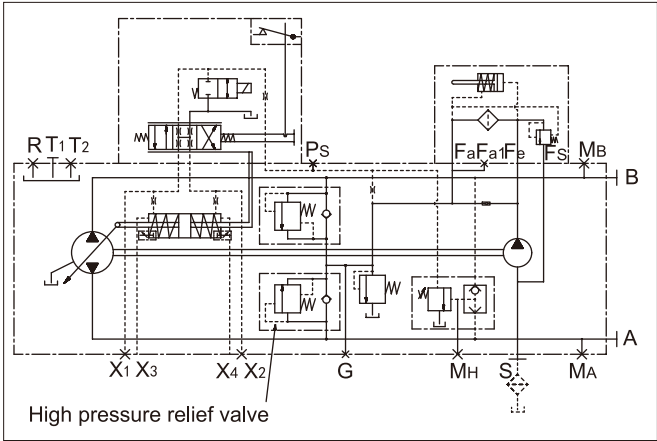 R T1 T2
PS
Fa Fa1 Fe
FS
MB
B
A
X1 X3
X4 X2
G
MH
S
MA
High pressure relief valve